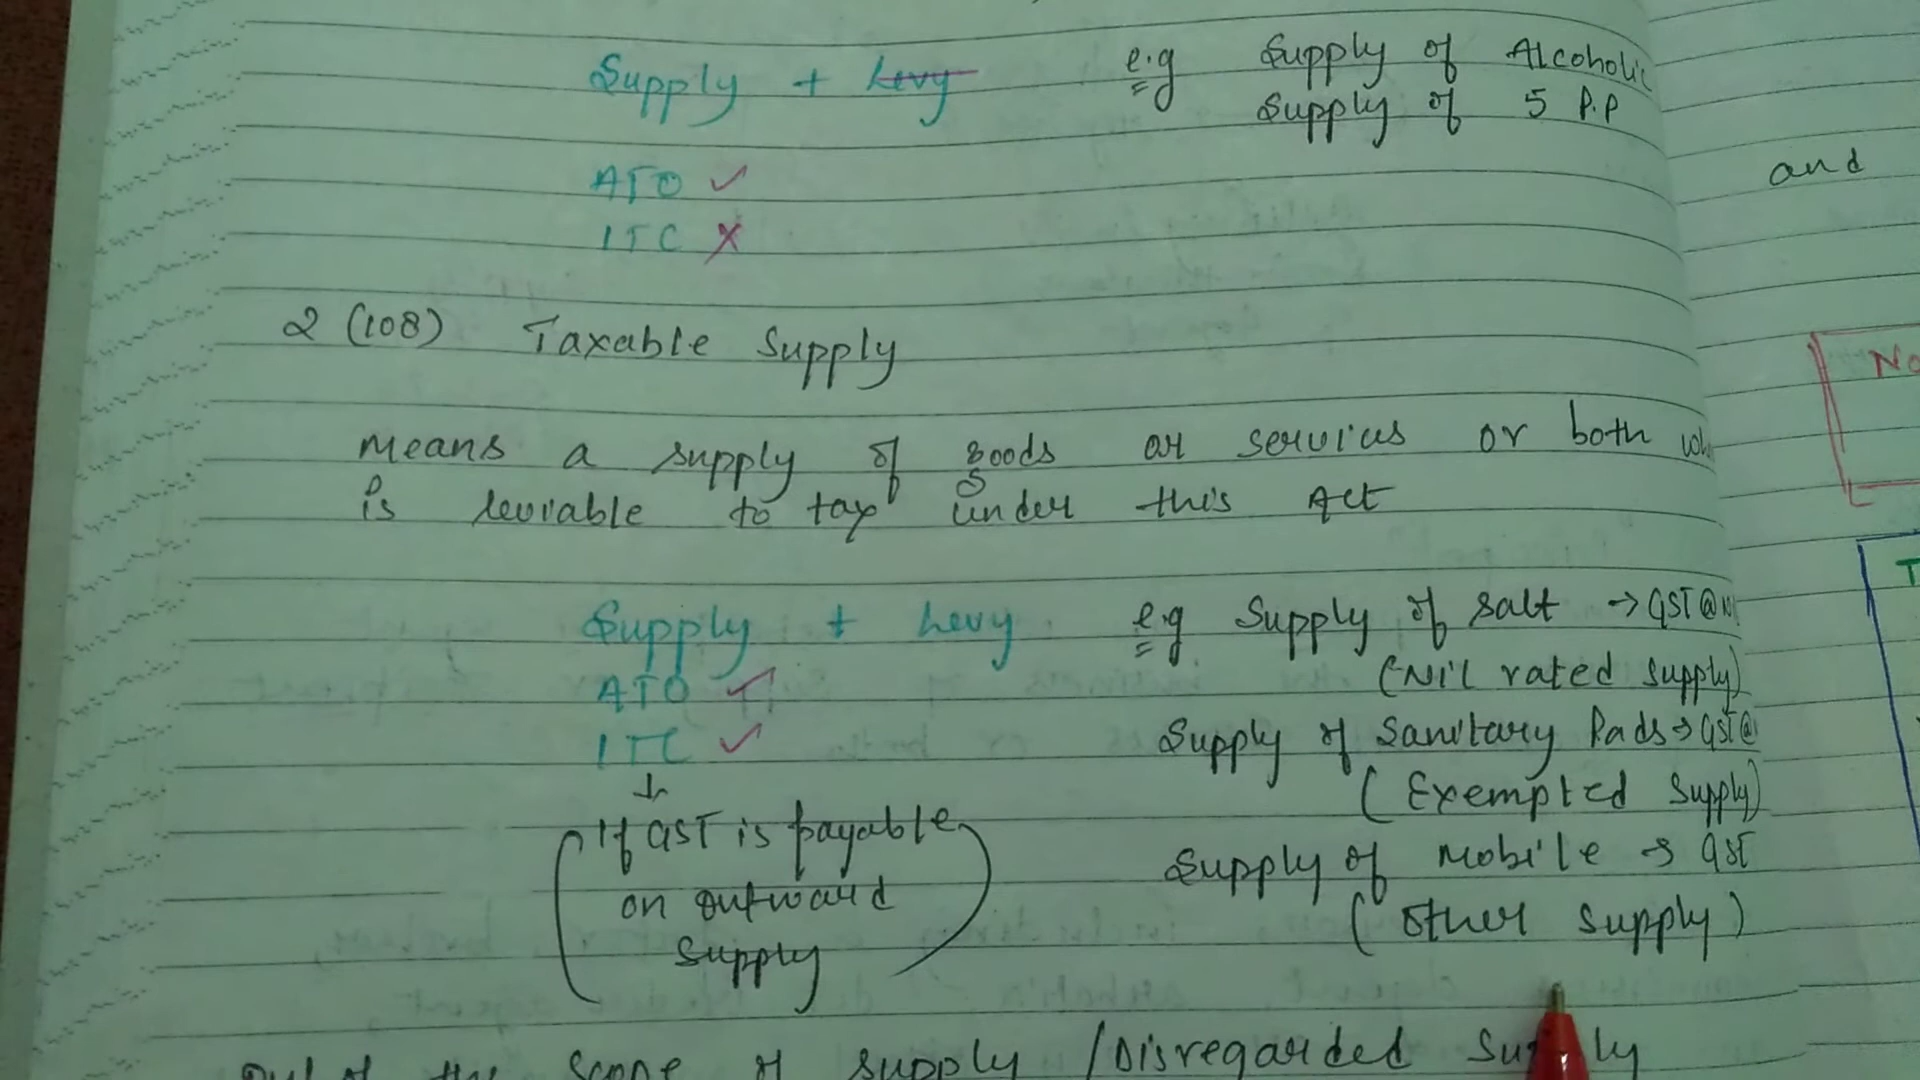 Supply + Levy e.g Supply of Alcoholic
Supply of 5 P.P
ATO ✓
ITC ✗
and
2 (108) Taxable Supply
means a supply of goods or services or both
is leviable to tax under this Act
Supply + Levy e.g Supply of salt → GST@
(Nil rated supply)
ATO ✓
Supply of Sanitary Pads → GST@
ITC ✓
(Exempted Supply)
(If GST is payable
on outward
supply)
Supply of mobile → GST
(other supply)
Out of the scope of supply / Disregarded